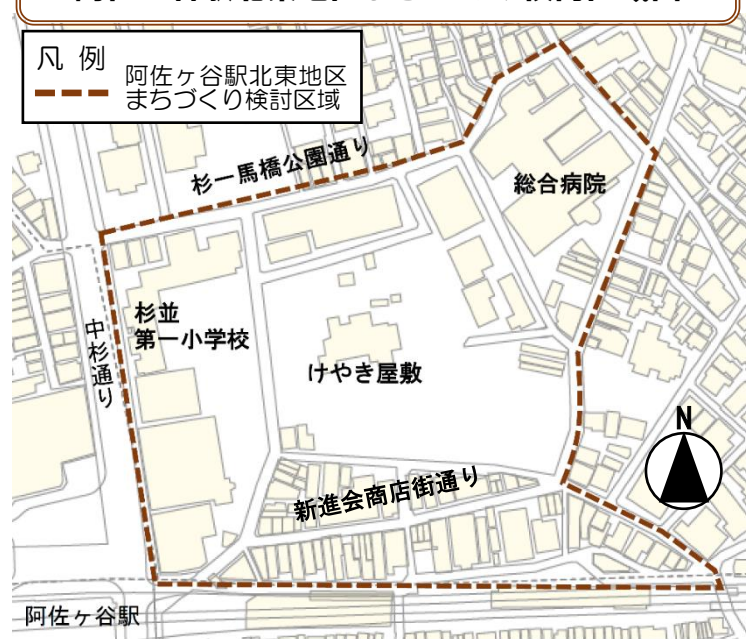 凡 例
阿佐ヶ谷駅北東地区
まちづくり検討区域
杉一馬橋公園通り
総合病院
杉並
第一小学校
中杉通り
けやき屋敷
N
新進会商店街通り
阿佐ヶ谷駅